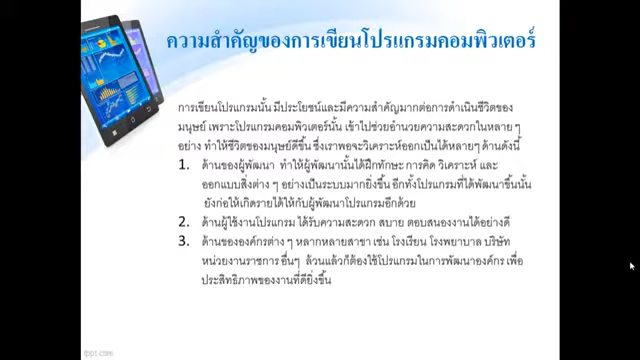 ความสำคัญของการเขียนโปรแกรมคอมพิวเตอร์
การเขียนโปรแกรมนั้น มีประโยชน์และมีความสำคัญมากต่อการดำเนินชีวิตของ
มนุษย์ เพราะโปรแกรมคอมพิวเตอร์นั้น เข้าไปช่วยอำนวยความสะดวกในหลาย ๆ
อย่าง ทำให้ชีวิตของมนุษย์ดีขึ้น ซึ่งเราพอจะวิเคราะห์ออกเป็นได้หลายๆ ด้านดังนี้
1. ด้านของผู้พัฒนา ทำให้ผู้พัฒนานั้นได้ฝึกทักษะ การคิด วิเคราะห์ และ
ออกแบบสิ่งต่าง ๆ อย่างเป็นระบบมากยิ่งขึ้น อีกทั้งโปรแกรมที่ได้พัฒนาขึ้นนั้น
ยังก่อให้เกิดรายได้ให้กับผู้พัฒนาโปรแกรมอีกด้วย
2. ด้านผู้ใช้งานโปรแกรม ได้รับความสะดวก สบาย ตอบสนองงานได้อย่างดี
3. ด้านขององค์กรต่าง ๆ หลากหลายสาขา เช่น โรงเรียน โรงพยาบาล บริษัท
หน่วยงานราชการ อื่นๆ ล้วนแล้วก็ต้องใช้โปรแกรมในการพัฒนาองค์กร เพื่อ
ประสิทธิภาพของงานที่ดียิ่งขึ้น
fppt.com